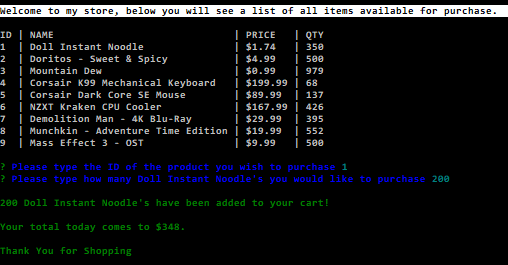 Welcome to my store, below you will see a list of all items available for purchase.
ID | NAME | PRICE | QTY
1 | Doll Instant Noodle | $1.74 | 350
2 | Doritos - Sweet & Spicy | $4.99 | 500
3 | Mountain Dew | $0.99 | 979
4 | Corsair K99 Mechanical Keyboard | $199.99 | 68
5 | Corsair Dark Core SE Mouse | $89.99 | 137
6 | NZXT Kraken CPU Cooler | $167.99 | 426
7 | Demolition Man - 4K Blu-Ray | $29.99 | 395
8 | Munchkin - Adventure Time Edition | $19.99 | 552
9 | Mass Effect 3 - OST | $9.99 | 500
? Please type the ID of the product you wish to purchase 1
? Please type how many Doll Instant Noodle's you would like to purchase 200
200 Doll Instant Noodle's have been added to your cart!
Your total today comes to $348.
Thank You for Shopping